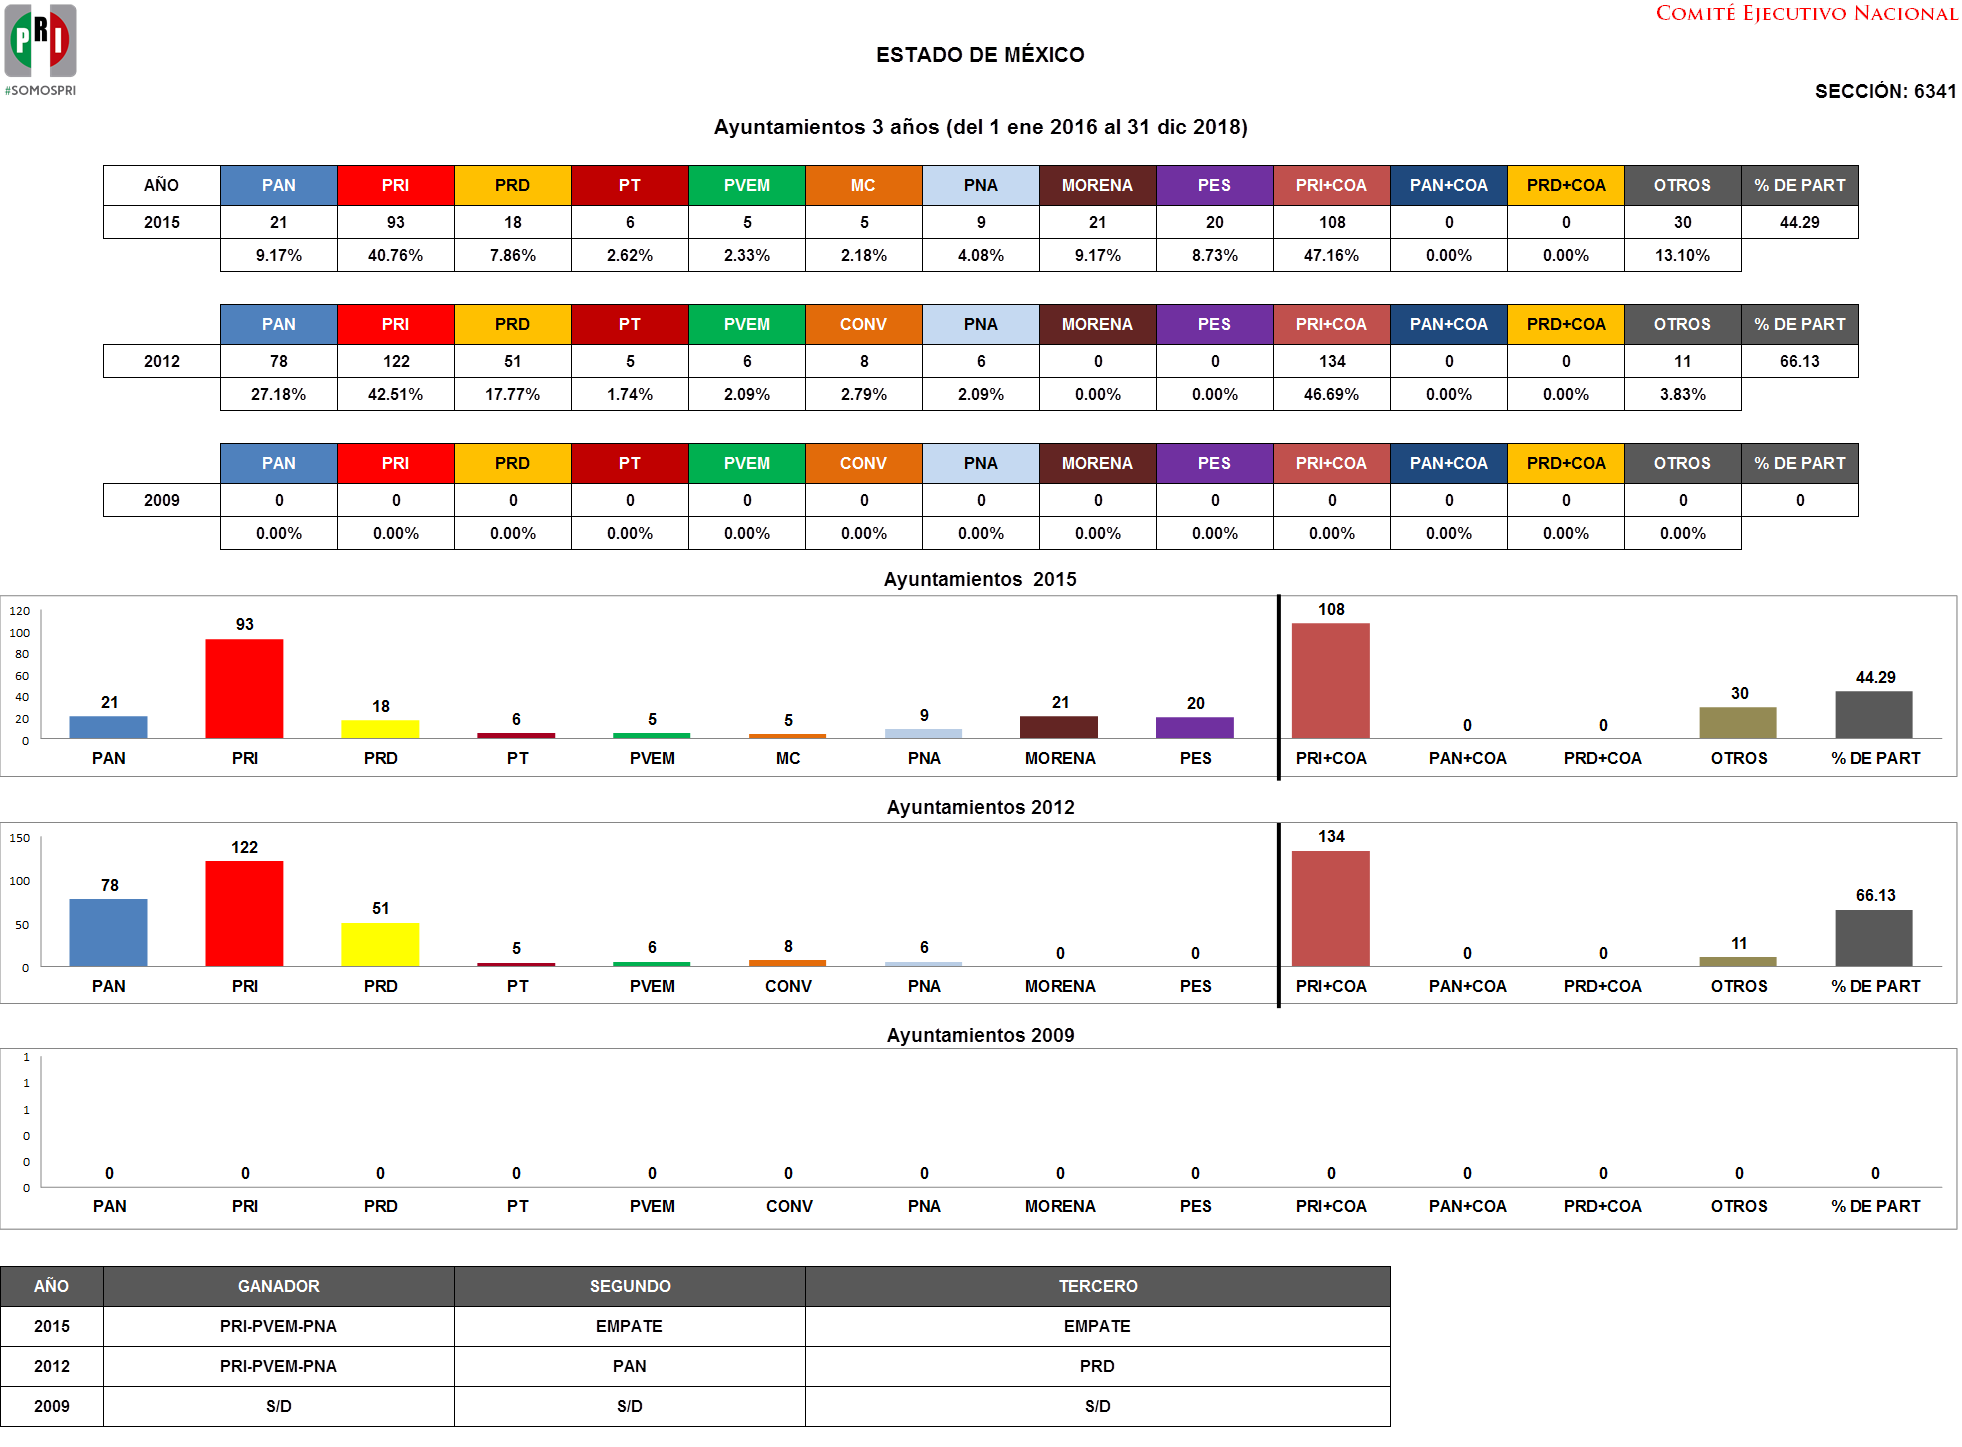 COMITÉ EJECUTIVO NACIONAL
PRI
#SOMOSPRI
ESTADO DE MÉXICO
SECCIÓN: 6341
Ayuntamientos 3 años (del 1 ene 2016 al 31 dic 2018)
AÑO PAN PRI PRD PT PVEM MC PNA MORENA PES PRI+COA PAN+COA PRD+COA OTROS % DE PART
2015 21 93 18 6 5 5 9 21 20 108 0 0 30 44.29
9.17% 40.76% 7.86% 2.62% 2.33% 2.18% 4.08% 9.17% 8.73% 47.16% 0.00% 0.00% 13.10%
PAN PRI PRD PT PVEM CONV PNA MORENA PES PRI+COA PAN+COA PRD+COA OTROS % DE PART
2012 78 122 51 5 6 8 6 0 0 134 0 0 11 66.13
27.18% 42.51% 17.77% 1.74% 2.09% 2.79% 2.09% 0.00% 0.00% 46.69% 0.00% 0.00% 3.83%
PAN PRI PRD PT PVEM CONV PNA MORENA PES PRI+COA PAN+COA PRD+COA OTROS % DE PART
2009 0 0 0 0 0 0 0 0 0 0 0 0 0 0
0.00% 0.00% 0.00% 0.00% 0.00% 0.00% 0.00% 0.00% 0.00% 0.00% 0.00% 0.00% 0.00%
Ayuntamientos 2015
120
100
80
60
40
20
0
21 93 18 6 5 5 9 21 20 108 0 0 30 44.29
PAN PRI PRD PT PVEM MC PNA MORENA PES PRI+COA PAN+COA PRD+COA OTROS % DE PART
Ayuntamientos 2012
150
100
50
0
78 122 51 5 6 8 6 0 0 134 0 0 11 66.13
PAN PRI PRD PT PVEM CONV PNA MORENA PES PRI+COA PAN+COA PRD+COA OTROS % DE PART
Ayuntamientos 2009
1
1
1
0
0
0
0 0 0 0 0 0 0 0 0 0 0 0 0 0
PAN PRI PRD PT PVEM CONV PNA MORENA PES PRI+COA PAN+COA PRD+COA OTROS % DE PART
AÑO GANADOR SEGUNDO TERCERO
2015 PRI-PVEM-PNA EMPATE EMPATE
2012 PRI-PVEM-PNA PAN PRD
2009 S/D S/D S/D